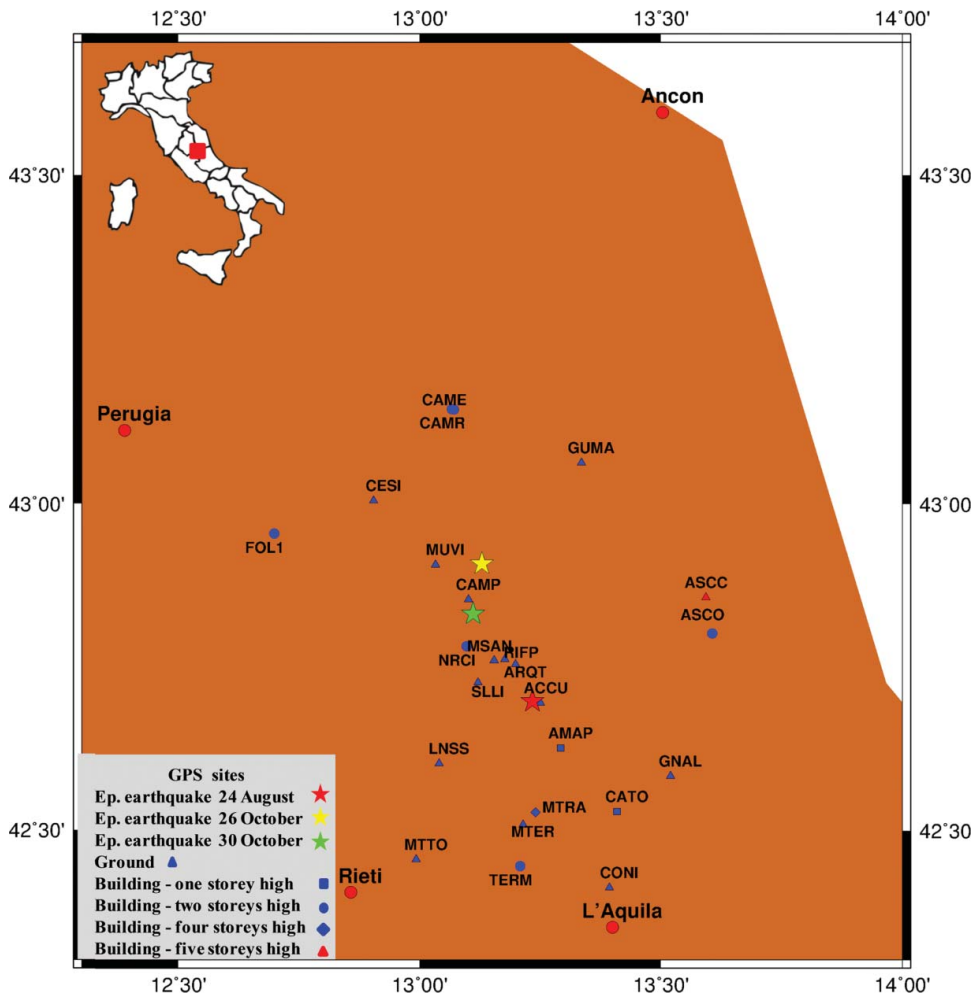 12˚30' 13˚00' 13˚30' 14˚00'
Ancon
43˚30' 43˚30'
CAME
Perugia
CAMR
GUMA
CESI
43˚00' 43˚00'
FOL1
MUVI
CAMP
ASCC
ASCO
MSAN
RIFP
NRCI
ARQT
SLLI
ACCU
AMAP
LNSS
GNAL
CATO
MTRA
42˚30' 42˚30'
MTER
MTTO
TERM
CONI
Rieti
L'Aquila
GPS sites
Ep. earthquake 24 August
Ep. earthquake 26 October
Ep. earthquake 30 October
Ground
Building - one storey high
Building - two storeys high
Building - four storeys high
Building - five storeys high
12˚30' 13˚00' 13˚30' 14˚00'